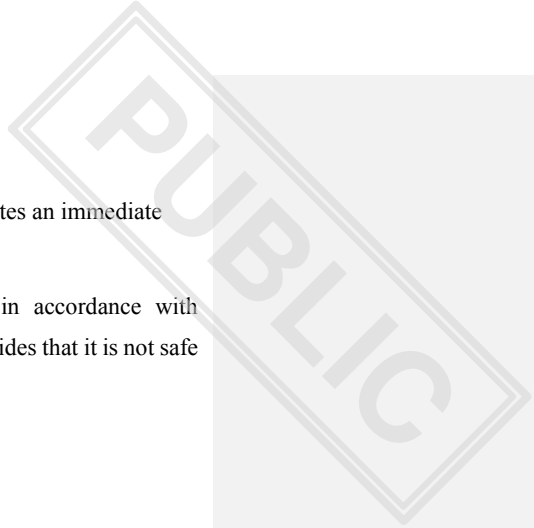 tes an immediate
in accordance with
ides that it is not safe
PUBLIC